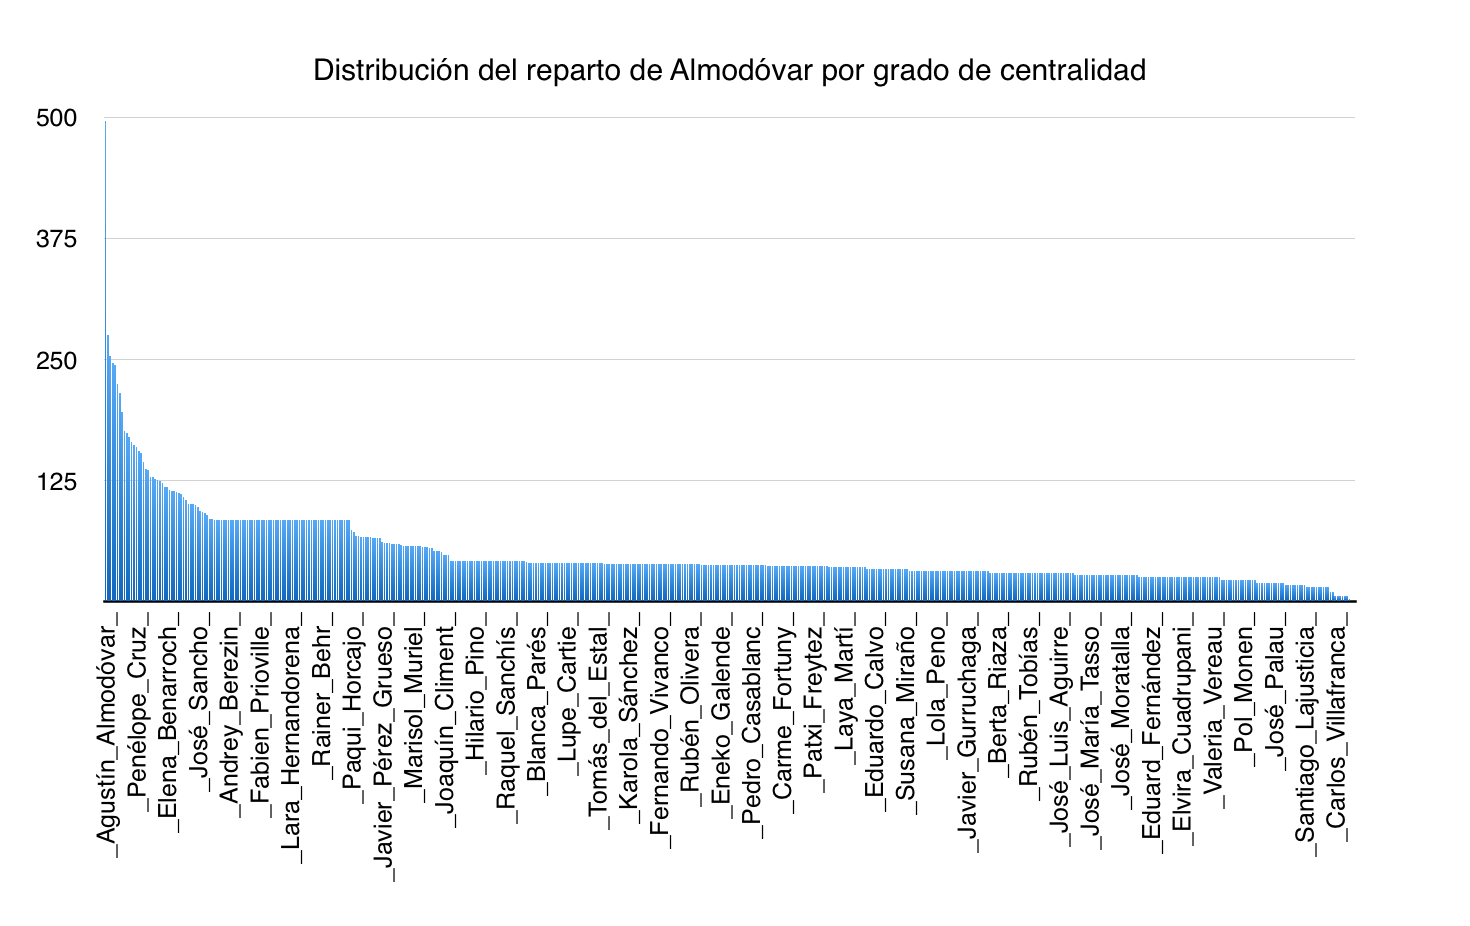 Distribución del reparto de Almodóvar por grado de centralidad
500
375
250
125
_Agustín_Almodóvar_
_Penélope_Cruz_
_Elena_Benarroch_
_José_Sancho_
_Andrey_Berezin_
_Fabien_Prioville_
_Lara_Hernandorena_
_Rainer_Behr_
_Paqui_Horcajo_
_Javier_Pérez_Grueso_
_Marisol_Muriel_
_Joaquín_Climent_
_Hilario_Pino_
_Raquel_Sanchís_
_Blanca_Parés_
_Lupe_Cartie_
_Tomás_del_Estal_
_Karola_Sánchez_
_Fernando_Vivanco_
_Rubén_Olivera_
_Eneko_Galende_
_Pedro_Casablanc_
_Carme_Fortuny_
_Patxi_Freytez_
_Laya_Martí_
_Eduardo_Calvo_
_Susana_Miraño_
_Lola_Peno_
_Javier_Gurruchaga_
_Berta_Riaza_
_Rubén_Tobías_
_José_Luis_Aguirre_
_José_María_Tasso_
_José_Moratalla_
_Eduard_Fernández_
_Elvira_Cuadrupani_
_Valeria_Vereau_
_Pol_Monen_
_José_Palau_
_Santiago_Lajusticia_
_Carlos_Villafranca_